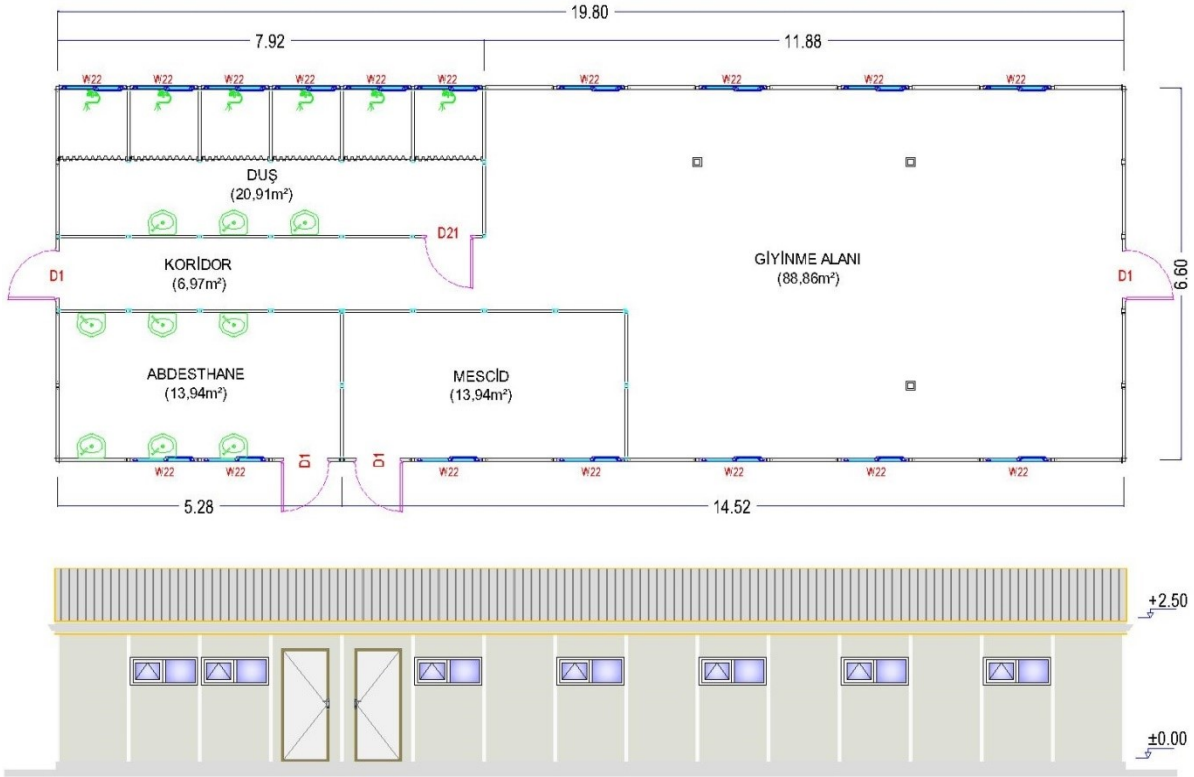 19.80
7.92
11.88
W22 W22 W22 W22 W22 W22 W22 W22 W22 W22
DUŞ
(20,91m²)
D21
KORİDOR
(6,97m²)
D1
GİYİNME ALANI
(88,86m²)
D1
6.60
ABDESTHANE
(13,94m²)
MESCİD
(13,94m²)
D1
D1
W22 W22 W22 W22 W22 W22 W22
5.28
14.52
+2.50
±0.00